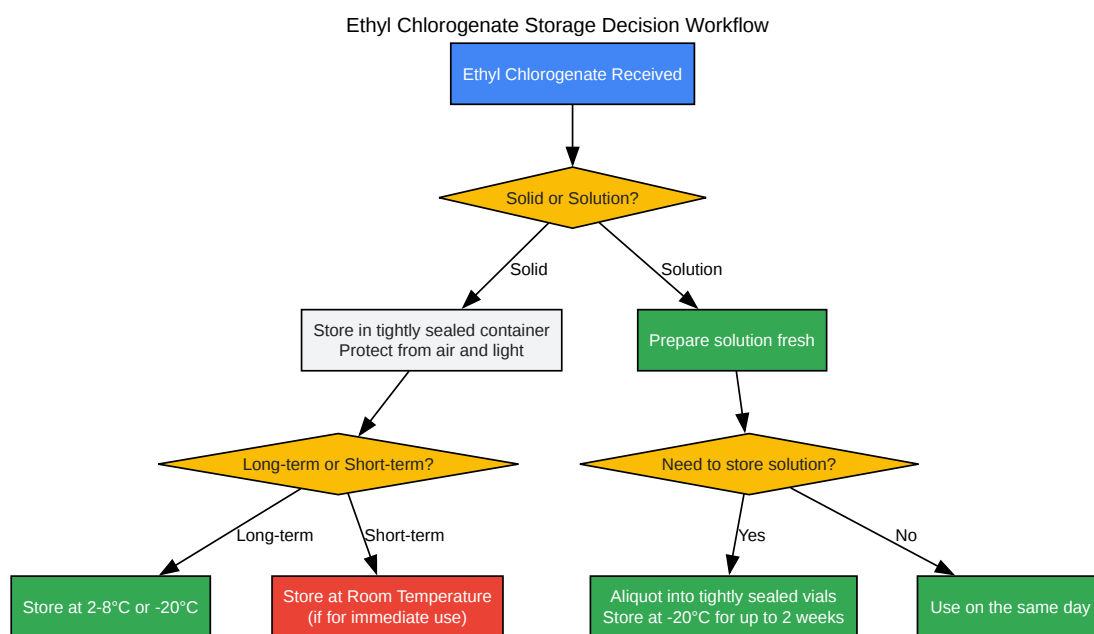 Ethyl Chlorogenate Storage Decision Workflow
Ethyl Chlorogenate Received
Solid or Solution?
Solid
Solution
Store in tightly sealed container
Protect from air and light
Prepare solution fresh
Long-term or Short-term?
Need to store solution?
Long-term
Short-term
Yes
No
Store at 2-8°C or -20°C
Store at Room Temperature
(if for immediate use)
Aliquot into tightly sealed vials
Store at -20°C for up to 2 weeks
Use on the same day